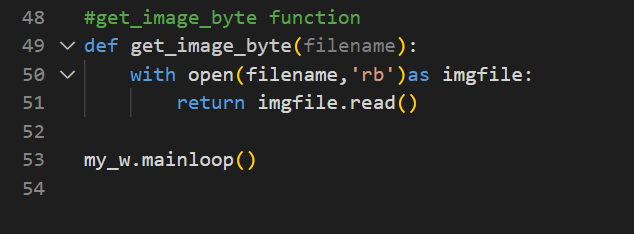 48 #get_image_byte function
49 def get_image_byte(filename):
50     with open(filename,'rb')as imgfile:
51         return imgfile.read()
52
53 my_w.mainloop()
54